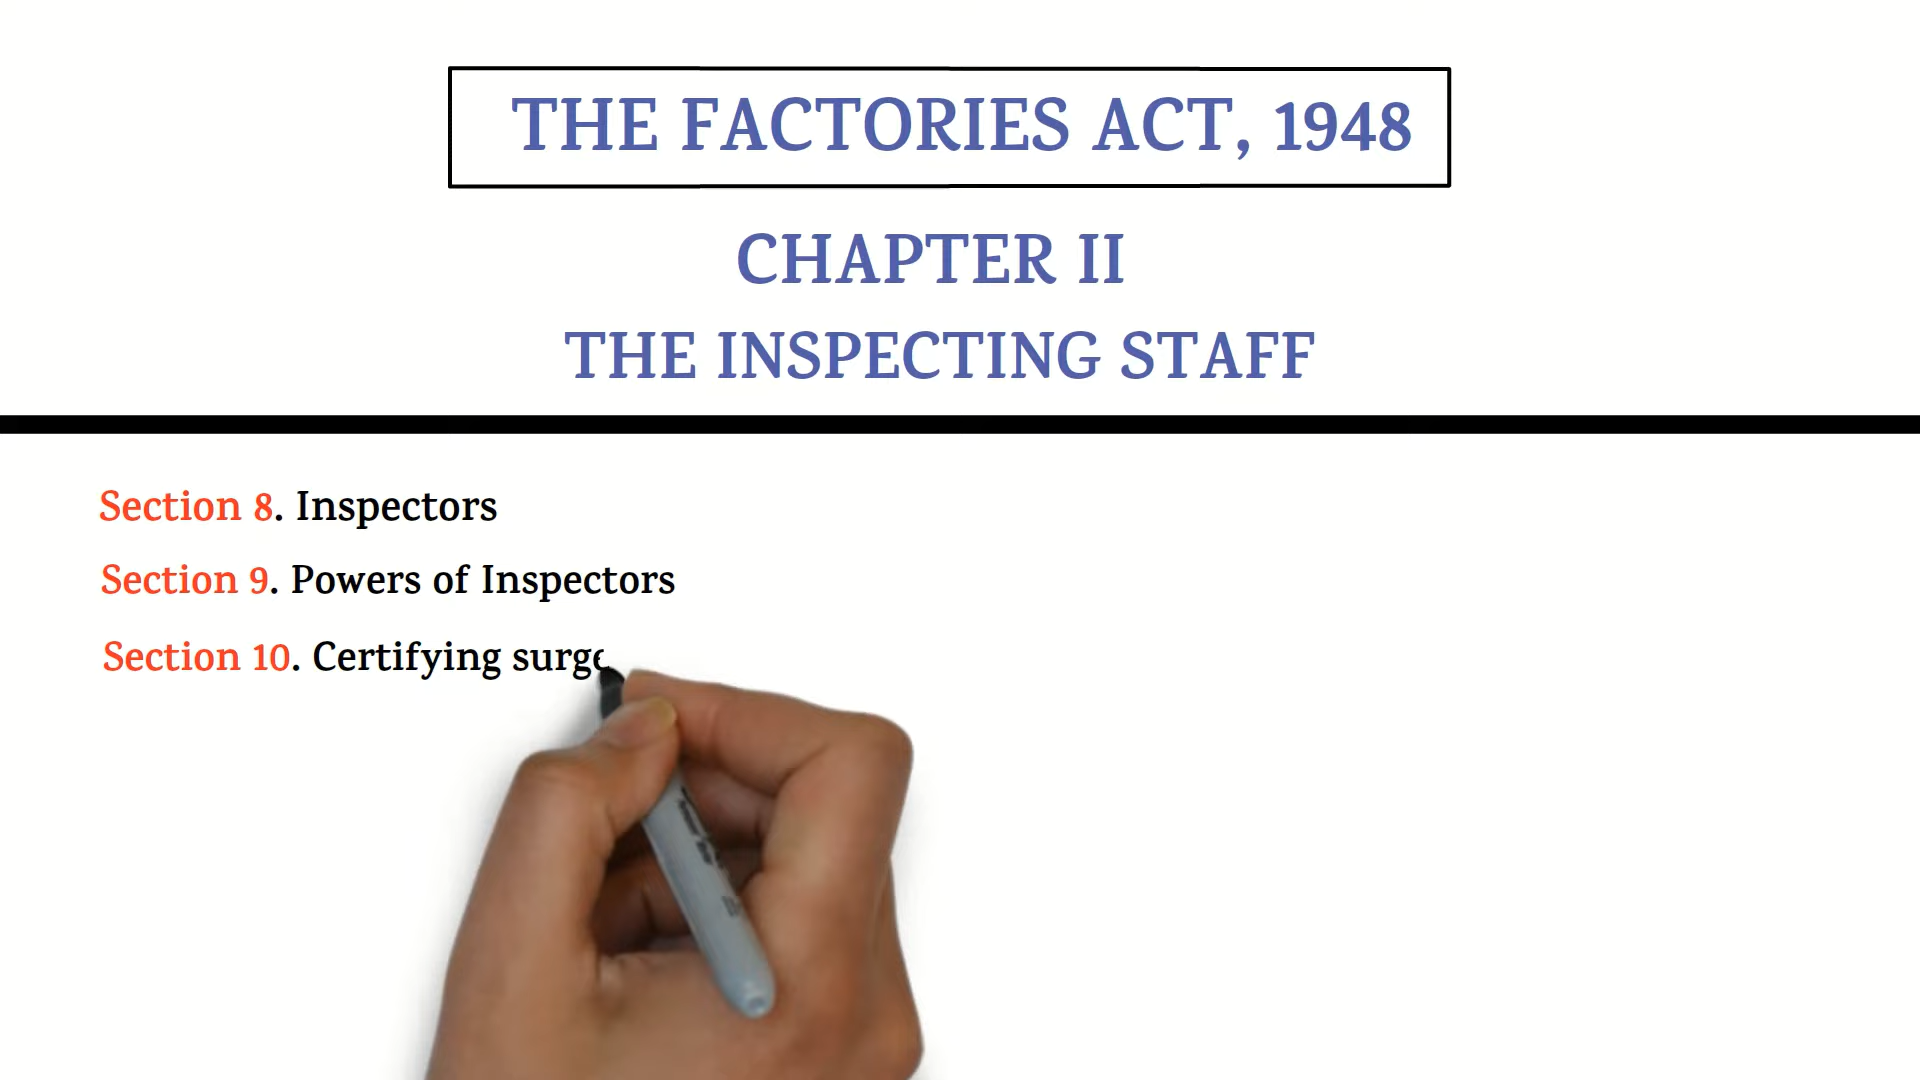 THE FACTORIES ACT, 1948
CHAPTER II
THE INSPECTING STAFF
Section 8. Inspectors
Section 9. Powers of Inspectors
Section 10. Certifying surge